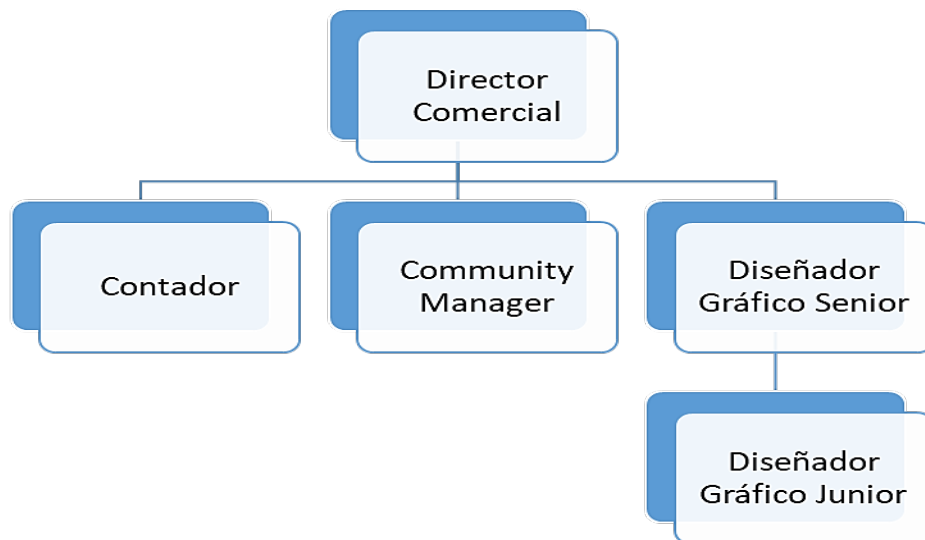 Director
Comercial
Contador
Community
Manager
Diseñador
Gráfico Senior
Diseñador
Gráfico Junior